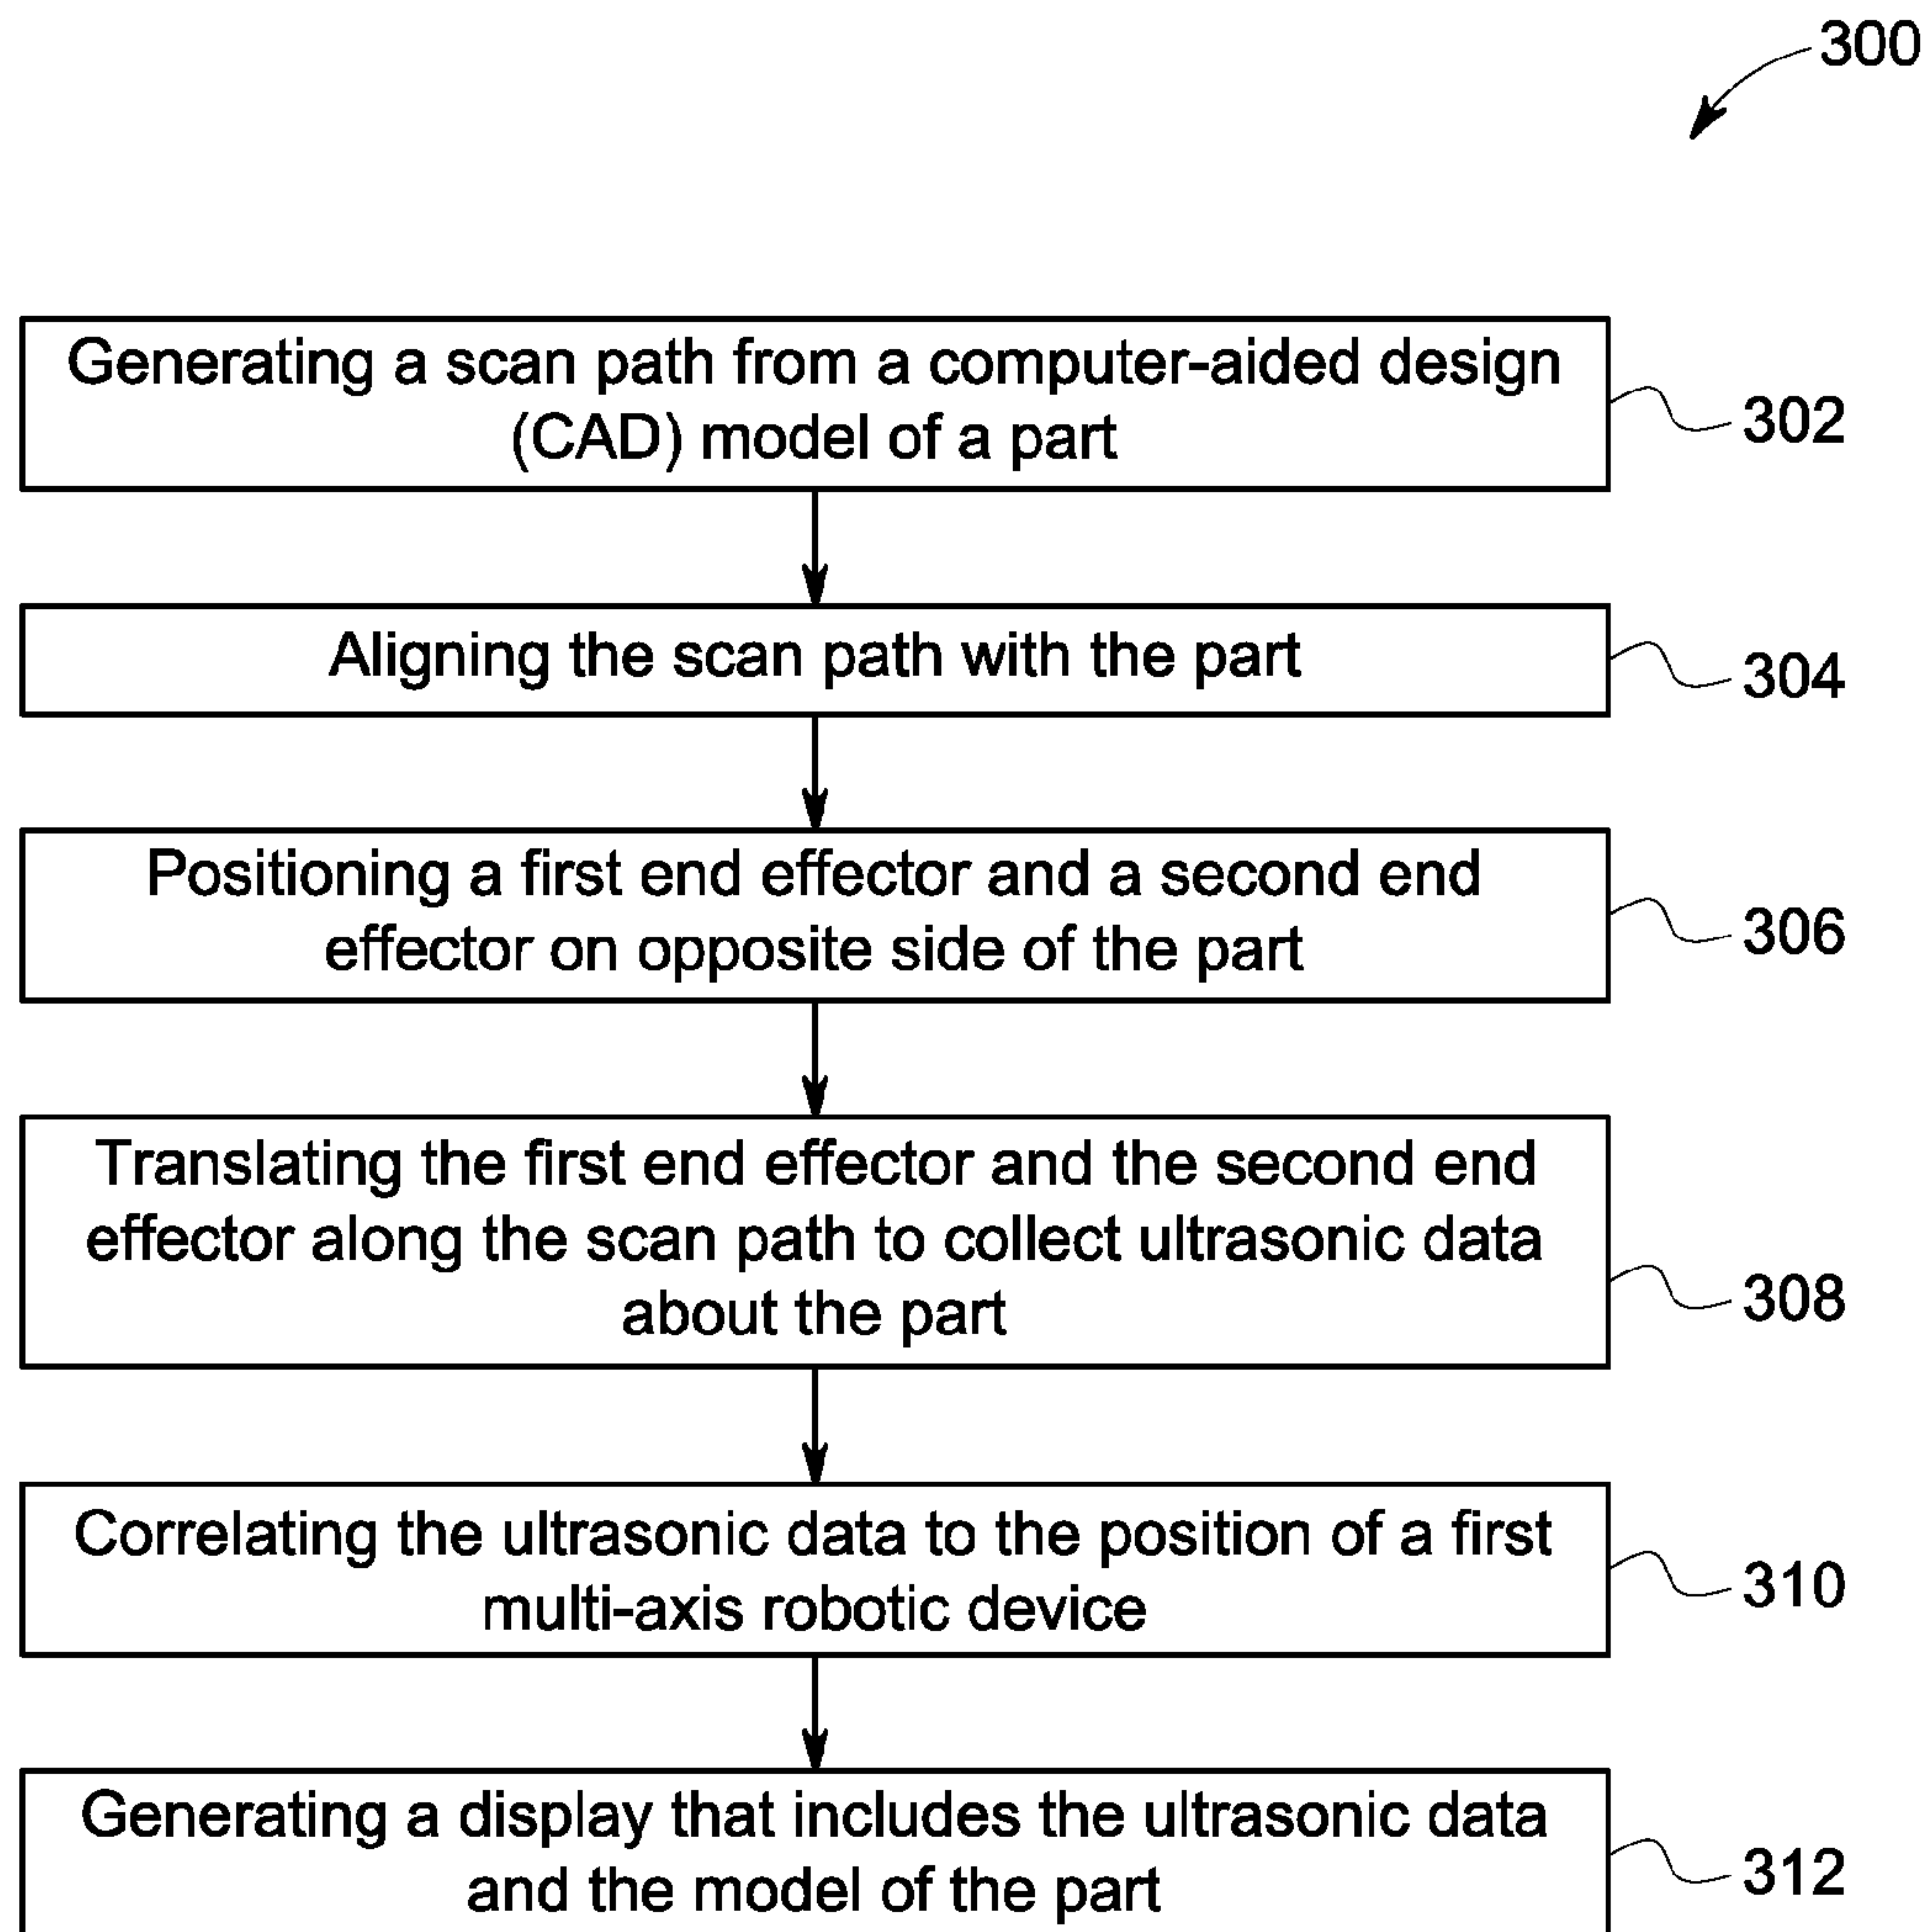 300
Generating a scan path from a computer-aided design
(CAD) model of a part
302
Aligning the scan path with the part
304
Positioning a first end effector and a second end
effector on opposite side of the part
306
Translating the first end effector and the second end
effector along the scan path to collect ultrasonic data
about the part
308
Correlating the ultrasonic data to the position of a first
multi-axis robotic device
310
Generating a display that includes the ultrasonic data
and the model of the part
312